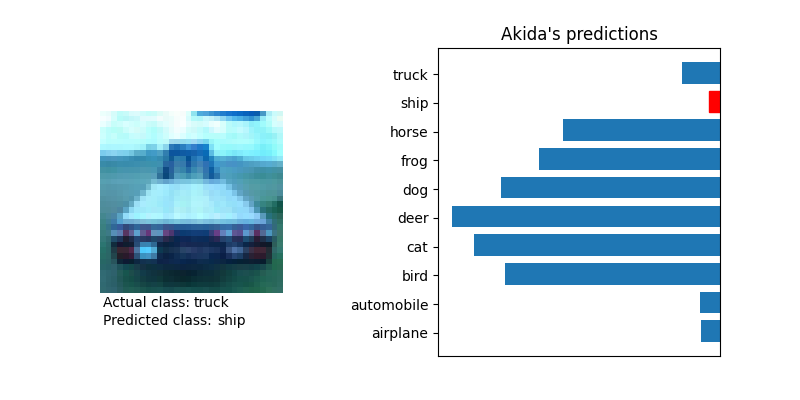 Akida's predictions
truck
ship
horse
frog
dog
deer
cat
bird
automobile
airplane
Actual class: truck
Predicted class: ship